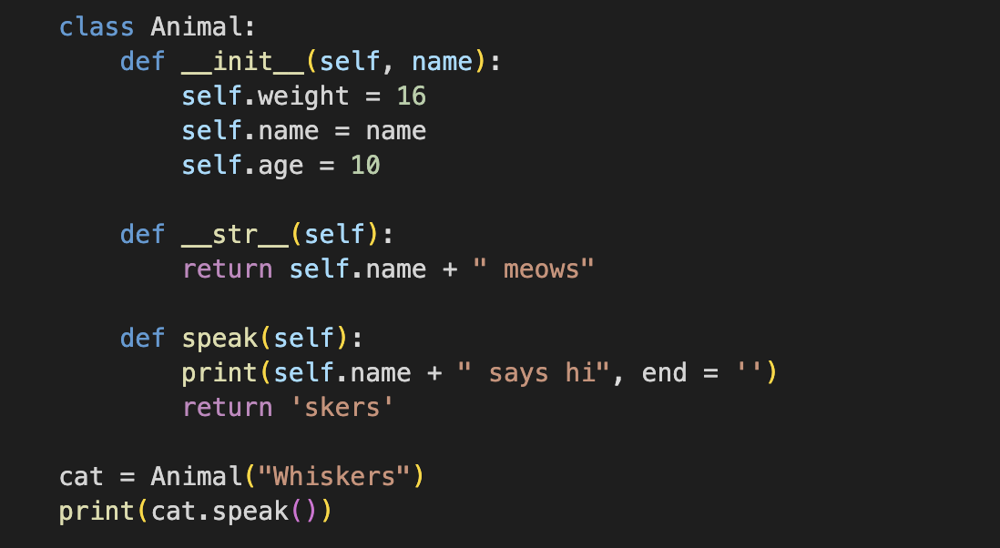 class Animal:
    def __init__(self, name):
        self.weight = 16
        self.name = name
        self.age = 10

    def __str__(self):
        return self.name + " meows"

    def speak(self):
        print(self.name + " says hi", end = '')
        return 'skers'

cat = Animal("Whiskers")
print(cat.speak())